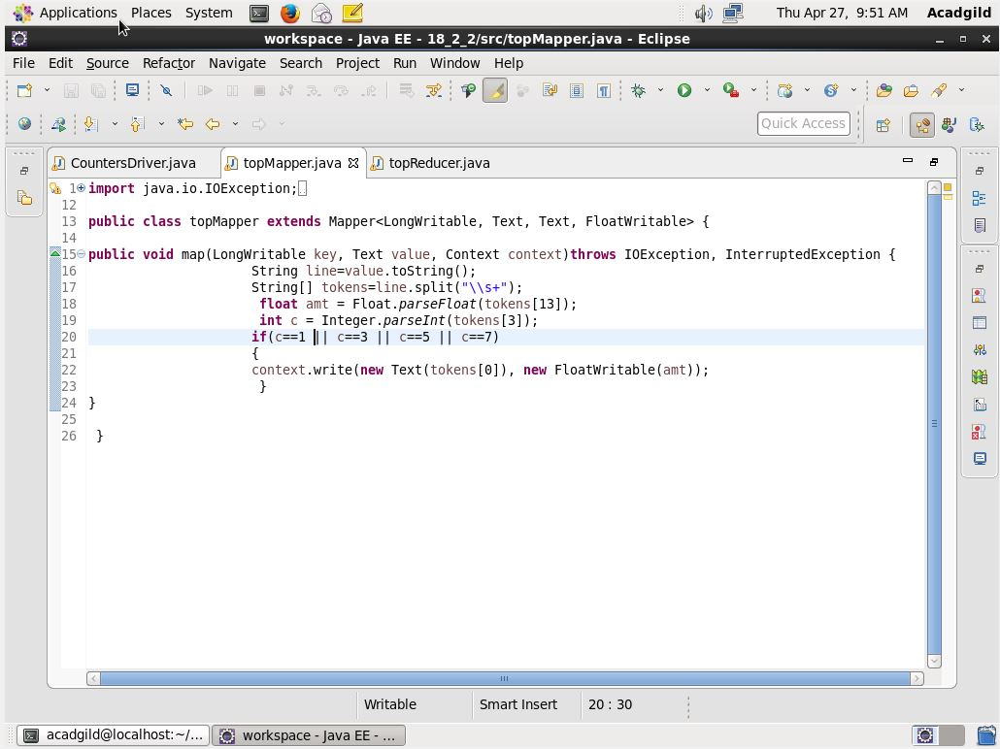 Applications Places System Thu Apr 27, 9:51 AM Acadgild
workspace - Java EE - 18_2_2/src/topMapper.java - Eclipse
File Edit Source Refactor Navigate Search Project Run Window Help
Quick Access
CountersDriver.java topMapper.java topReducer.java
1 import java.io.IOException;
12
13 public class topMapper extends Mapper<LongWritable, Text, Text, FloatWritable> {
14
15 public void map(LongWritable key, Text value, Context context)throws IOException, InterruptedException {
16 String line=value.toString();
17 String[] tokens=line.split("\\s+");
18 float amt = Float.parseFloat(tokens[13]);
19 int c = Integer.parseInt(tokens[3]);
20 if(c==1 || c==3 || c==5 || c==7)
21 {
22 context.write(new Text(tokens[0]), new FloatWritable(amt));
23 }
24 }
25
26 }
Writable Smart Insert 20 : 30
acadgild@localhost:~/... workspace - Java EE - ...